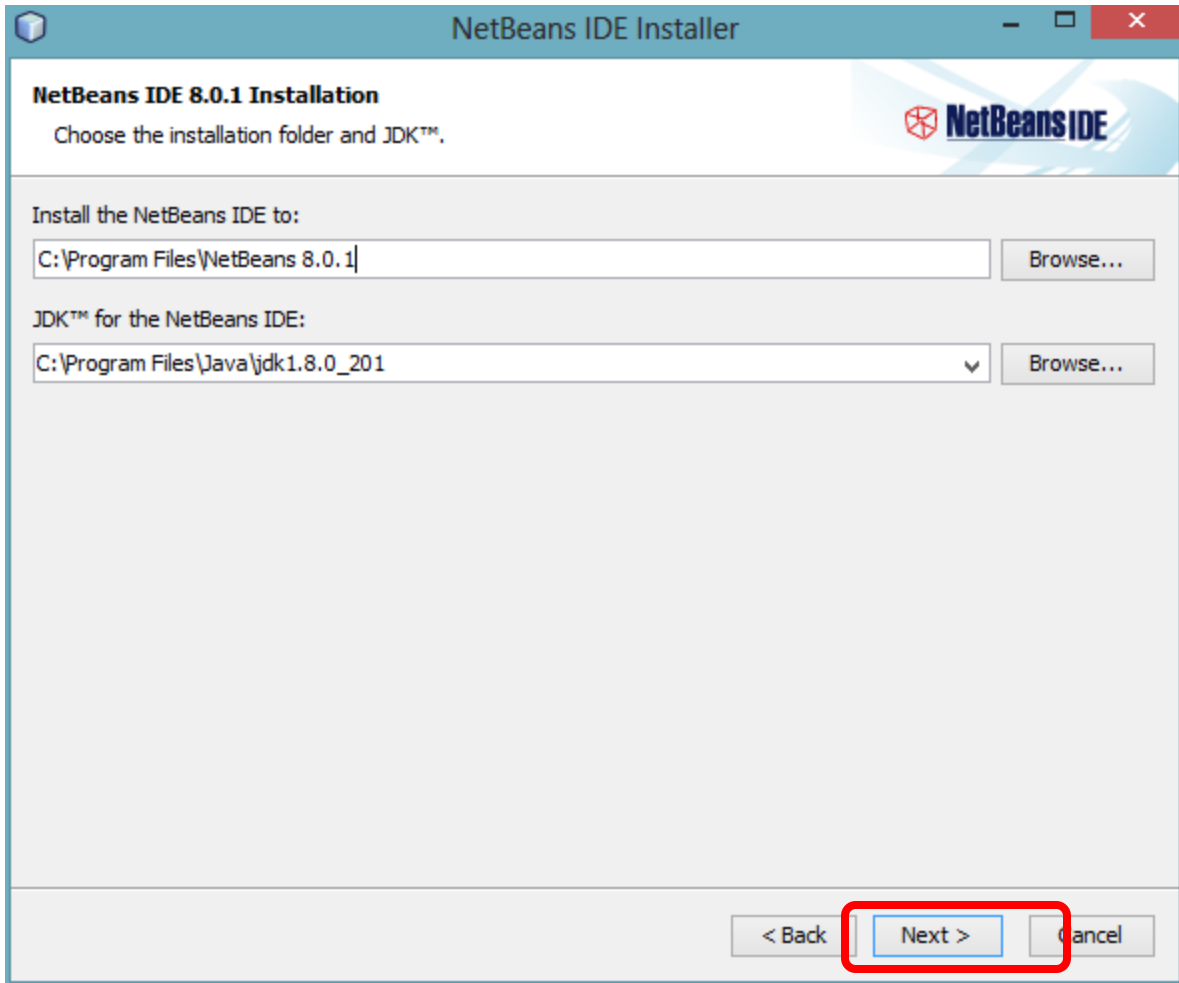 NetBeans IDE Installer
NetBeans IDE 8.0.1 Installation
Choose the installation folder and JDK™.
NetBeans IDE
Install the NetBeans IDE to:
C:\Program Files\NetBeans 8.0.1
Browse...
JDK™ for the NetBeans IDE:
C:\Program Files\Java\jdk1.8.0_201
Browse...
< Back
Next >
Cancel